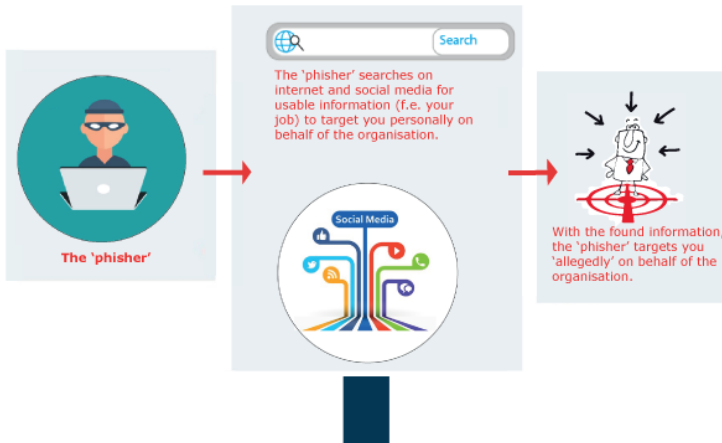 Search
The ‘phisher’ searches on
internet and social media for
usable information (f.e. your
job) to target you personally on
behalf of the organisation.
Social Media
The ‘phisher’
With the found information,
the ‘phisher’ targets you
‘allegedly’ on behalf of the
organisation.